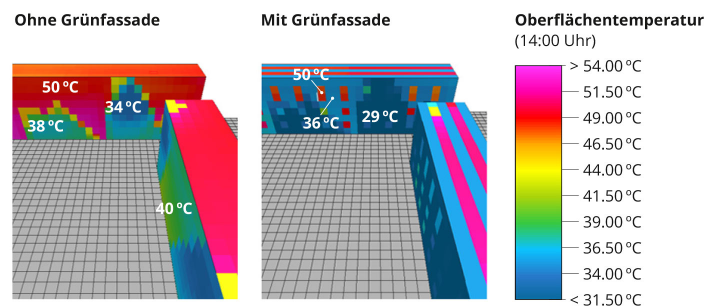 Ohne Grünfassade
50 °C
34 °C
38 °C
40 °C
Mit Grünfassade
50 °C
36 °C
29 °C
Oberflächentemperatur
(14:00 Uhr)
> 54.00 °C
51.50 °C
49.00 °C
46.50 °C
44.00 °C
41.50 °C
39.00 °C
36.50 °C
34.00 °C
< 31.50 °C